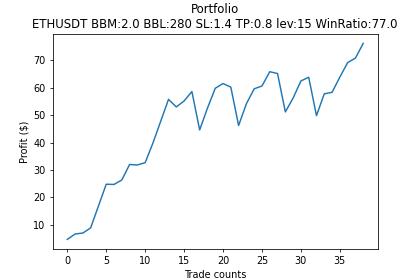 Portfolio
ETHUSDT BBM:2.0 BBL:280 SL:1.4 TP:0.8 lev:15 WinRatio:77.0
70
60
50
40
30
20
10
Profit ($)
0 5 10 15 20 25 30 35
Trade counts